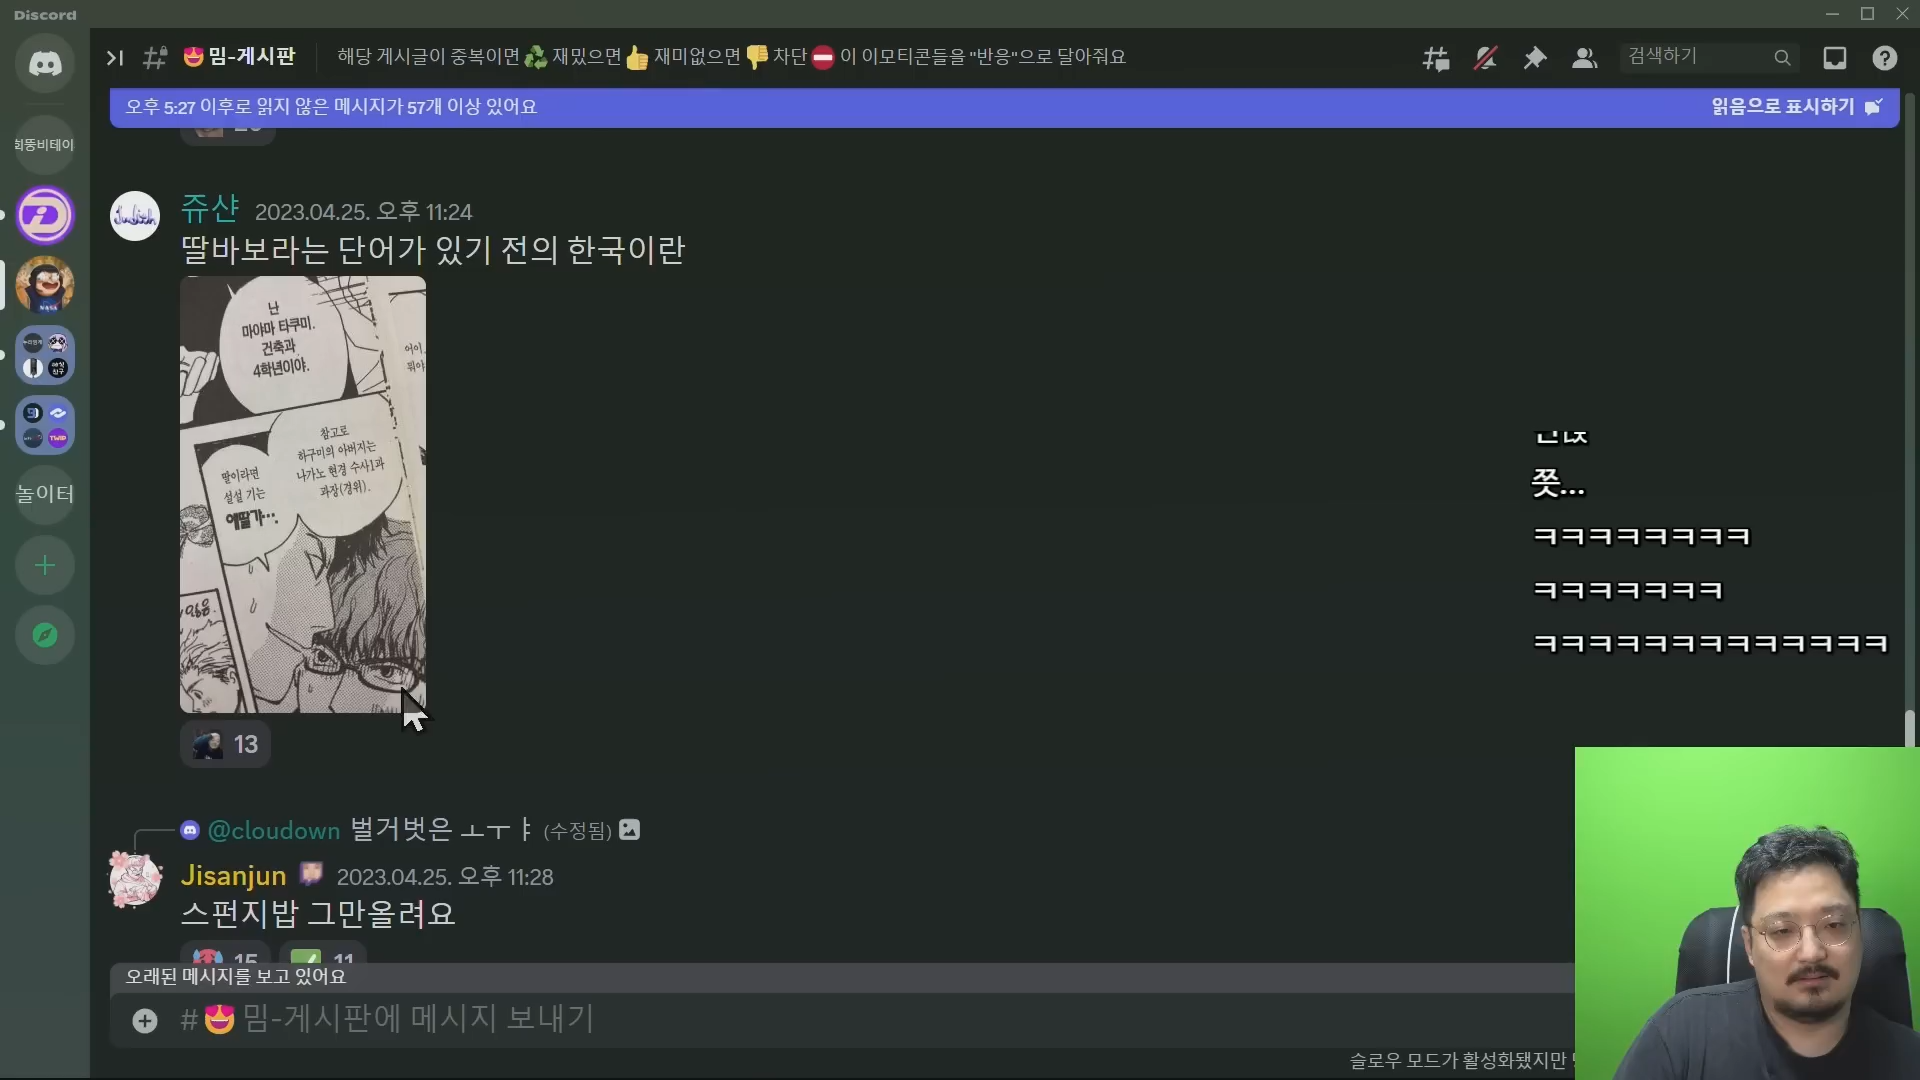 Discord
밈-게시판
해당 게시글이 중복이면 재밌으면 재미없으면 차단 이 이모티콘들을 "반응"으로 달아줘요
검색하기
오후 5:27 이후로 읽지 않은 메시지가 57개 이상 있어요
읽음으로 표시하기
희똥비테이
놀이터
쥬샨 2023.04.25. 오후 11:24
딸바보라는 단어가 있기 전의 한국이란
난
마야마 타쿠미.
건축과
4학년이야.
어이,
뭐야
참고로
하구미의 아버지는
나가노 현경 수사1과
과장(경위).
딸이라면
설설 기는
애딸가….
13
@cloudown 벌거벗은 ㅗㅜㅑ (수정됨)
Jisanjun 2023.04.25. 오후 11:28
스펀지밥 그만올려요
15
11
오래된 메시지를 보고 있어요
# 밈-게시판에 메시지 보내기
슬로우 모드가 활성화됐지만
쯧...
ㅋㅋㅋㅋㅋㅋㅋㅋ
ㅋㅋㅋㅋㅋㅋㅋ
ㅋㅋㅋㅋㅋㅋㅋㅋㅋㅋㅋㅋㅋ